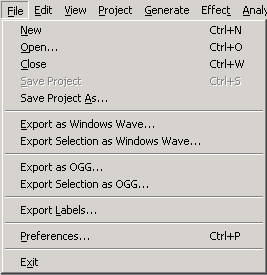 File Edit View Project Generate Effect Analy
New Ctrl+N
Open... Ctrl+O
Close Ctrl+W
Save Project Ctrl+S
Save Project As...
Export as Windows Wave...
Export Selection as Windows Wave...
Export as OGG...
Export Selection as OGG...
Export Labels...
Preferences... Ctrl+P
Exit